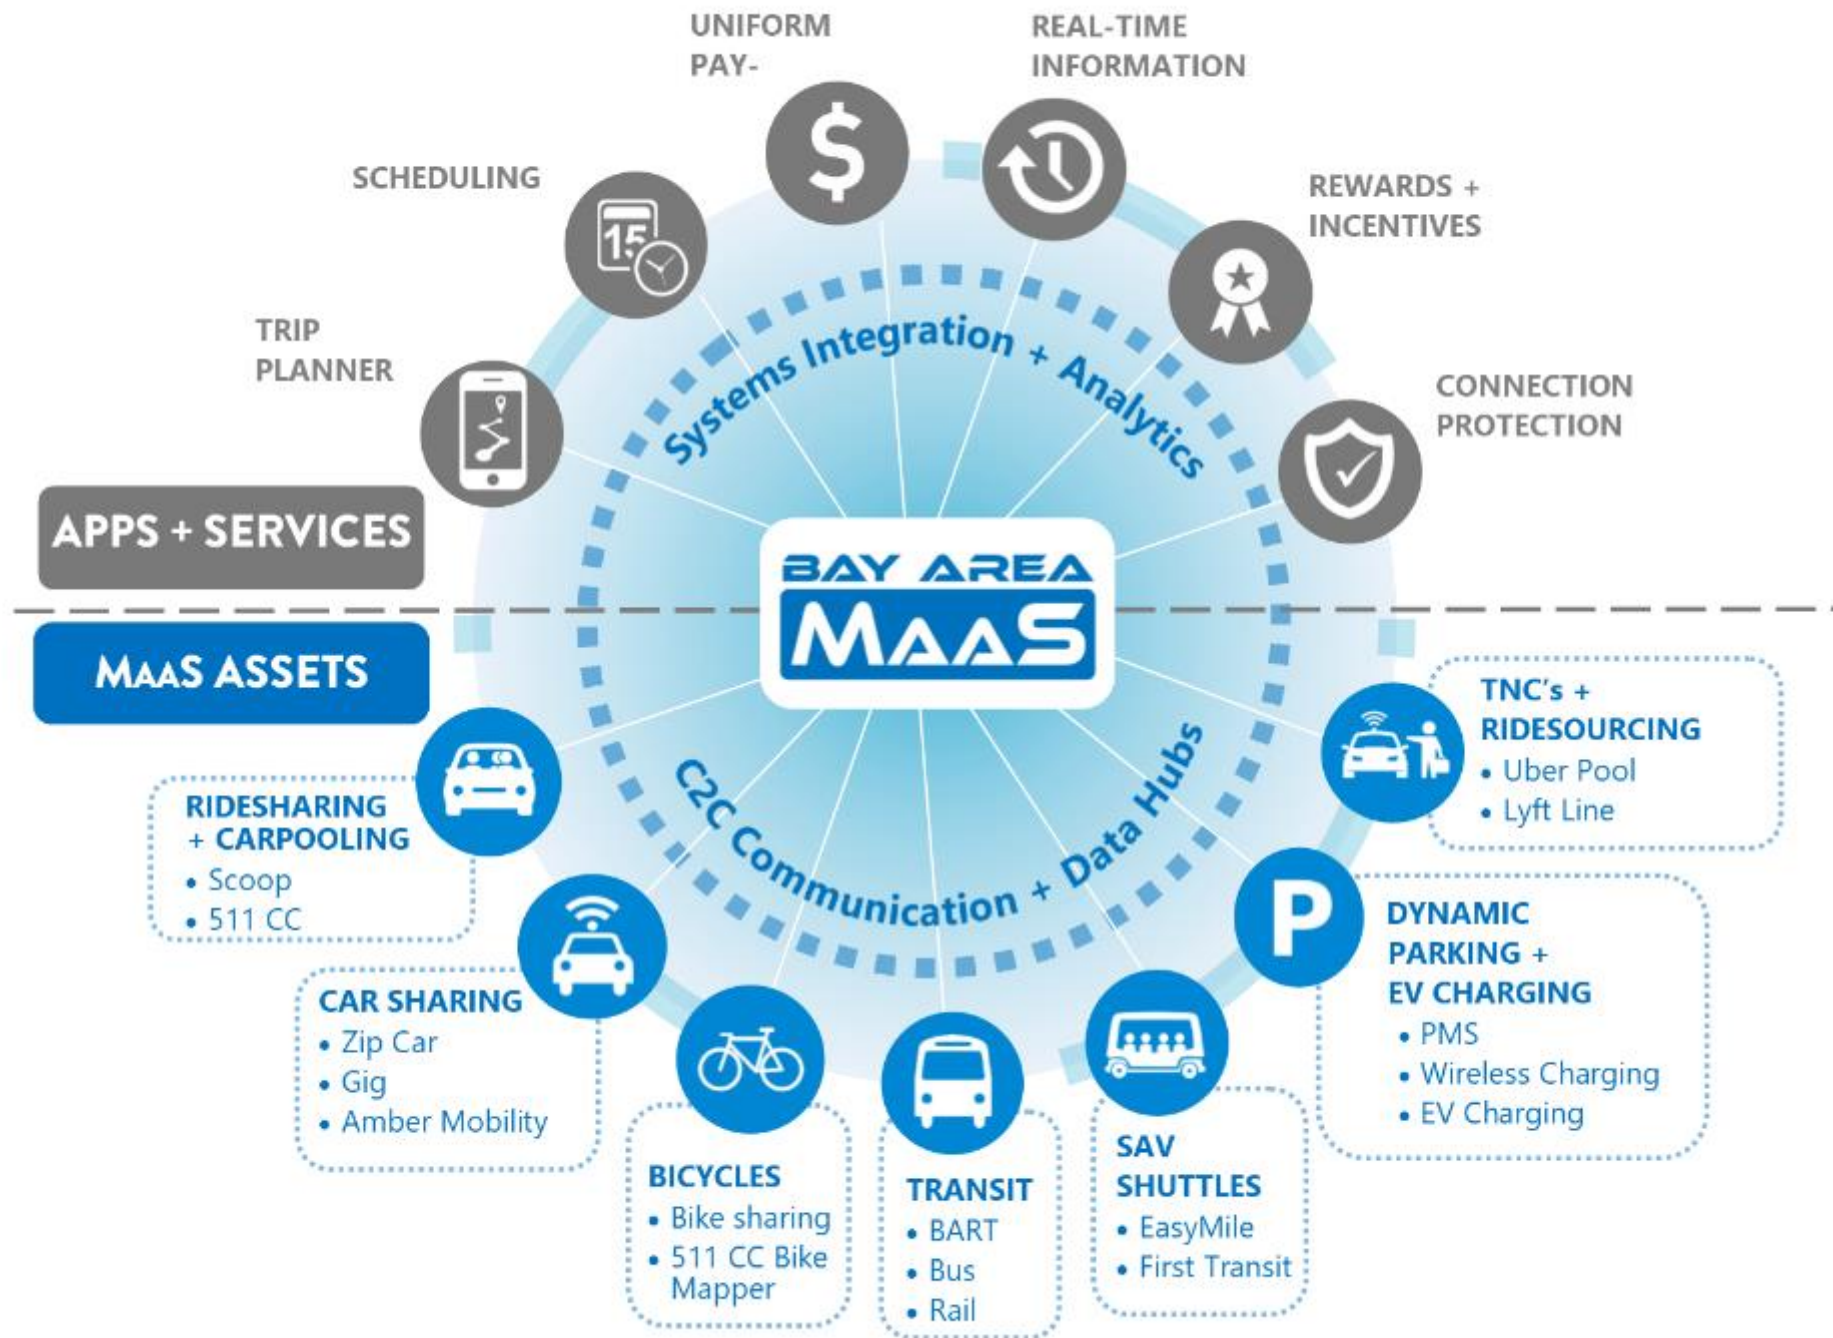 UNIFORM
PAY-
REAL-TIME
INFORMATION
SCHEDULING
15
$
REWARDS +
INCENTIVES
TRIP
PLANNER
CONNECTION
PROTECTION
Systems Integration + Analytics
APPS + SERVICES
BAY AREA
MAAS
MAAS ASSETS
C2C Communication + Data Hubs
TNC's +
RIDESOURCING
• Uber Pool
• Lyft Line
RIDESHARING
+ CARPOOLING
• Scoop
• 511 CC
P
DYNAMIC
PARKING +
EV CHARGING
• PMS
• Wireless Charging
• EV Charging
CAR SHARING
• Zip Car
• Gig
• Amber Mobility
BICYCLES
• Bike sharing
• 511 CC Bike
Mapper
TRANSIT
• BART
• Bus
• Rail
SAV
SHUTTLES
• EasyMile
• First Transit